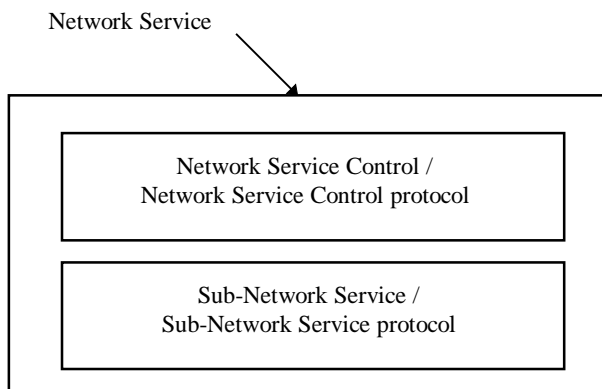 Network Service
Network Service Control /
Network Service Control protocol
Sub-Network Service /
Sub-Network Service protocol